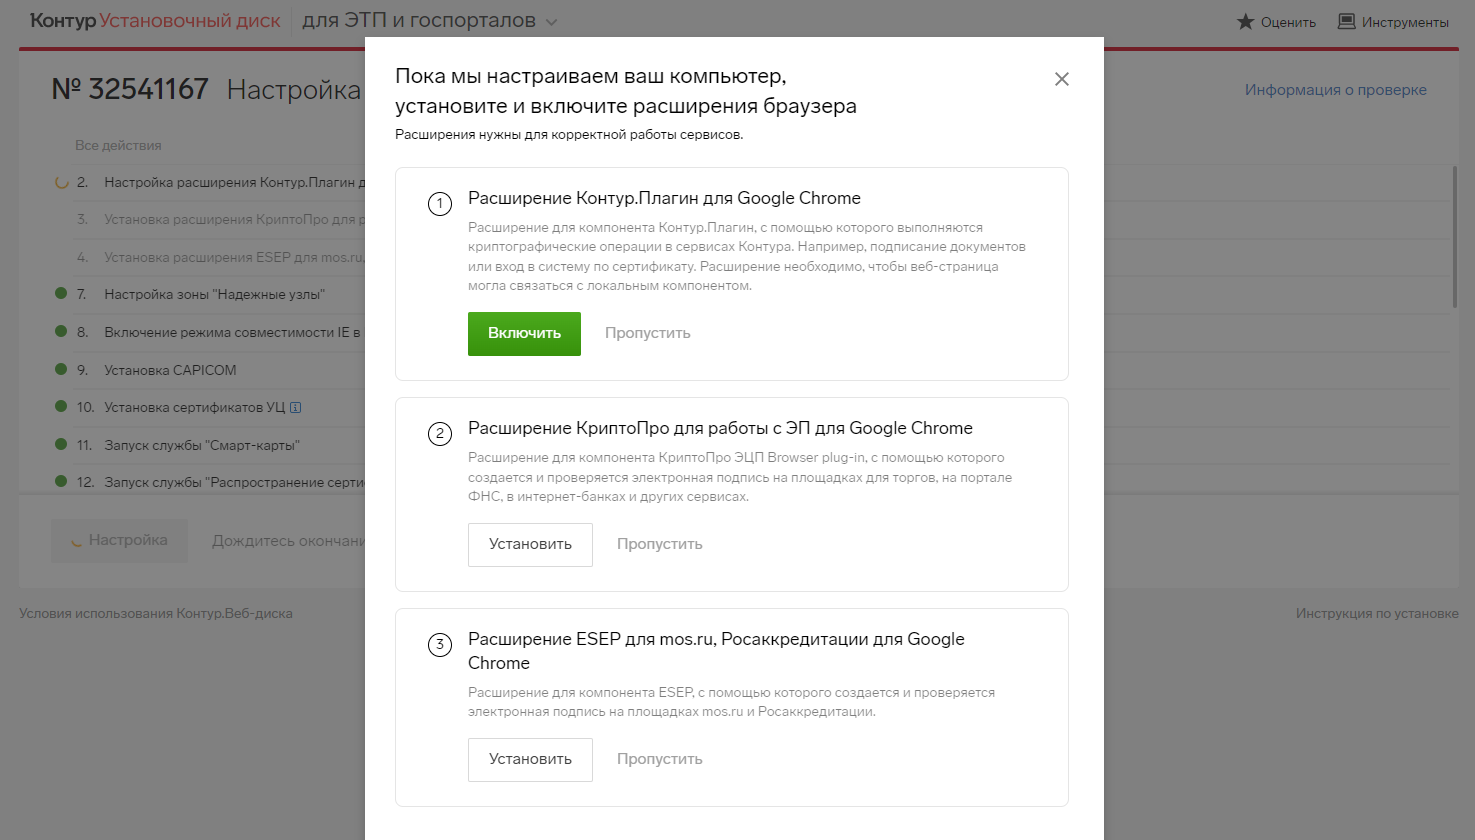 Контур Установочный диск для ЭТП и госпорталов
Оценить
Инструменты
№ 32541167 Настройка
Информация о проверке
Все действия
2. Настройка расширения Контур.Плагин д
3. Установка расширения КриптоПро для р
4. Установка расширения ESEP для mos.ru,
7. Настройка зоны "Надежные узлы"
8. Включение режима совместимости IE в
9. Установка CAPICOM
10. Установка сертификатов УЦ
11. Запуск службы "Смарт-карты"
12. Запуск службы "Распространение серти
Настройка
Дождитесь окончани
Условия использования Контур.Веб-диска
Инструкция по установке
Пока мы настраиваем ваш компьютер,
установите и включите расширения браузера
Расширения нужны для корректной работы сервисов.
1 Расширение Контур.Плагин для Google Chrome
Расширение для компонента Контур.Плагин, с помощью которого выполняются
криптографические операции в сервисах Контура. Например, подписание документов
или вход в систему по сертификату. Расширение необходимо, чтобы веб-страница
могла связаться с локальным компонентом.
Включить Пропустить
2 Расширение КриптоПро для работы с ЭП для Google Chrome
Расширение для компонента КриптоПро ЭЦП Browser plug-in, с помощью которого
создается и проверяется электронная подпись на площадках для торгов, на портале
ФНС, в интернет-банках и других сервисах.
Установить Пропустить
3 Расширение ESEP для mos.ru, Росаккредитации для Google
Chrome
Расширение для компонента ESEP, с помощью которого создается и проверяется
электронная подпись на площадках mos.ru и Росаккредитации.
Установить Пропустить